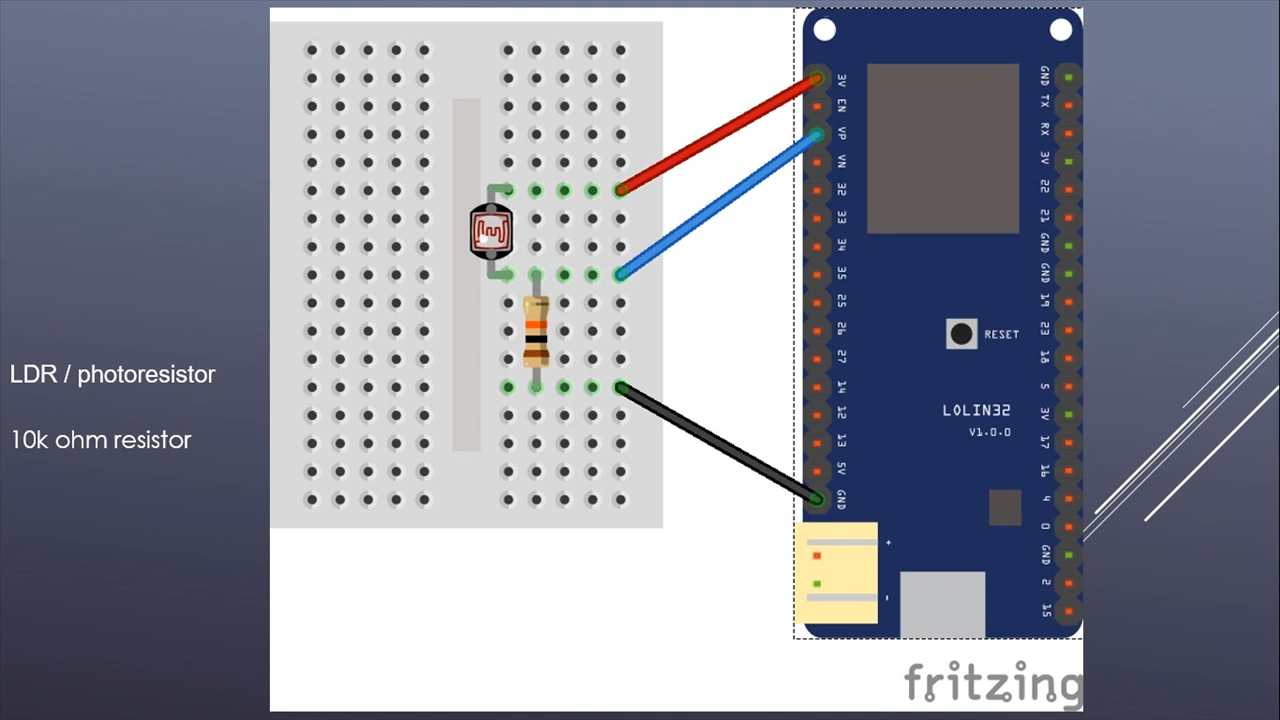 LDR / photoresistor
10k ohm resistor
3V
EN
VP
VN
32
33
34
35
25
26
27
14
12
13
5V
GND
GND
TX
RX
3V
22
21
GND
GND
19
23
18
5
3V
17
16
4
0
GND
2
15
RESET
LOLIN32
V1.0.0
+
-
fritzing